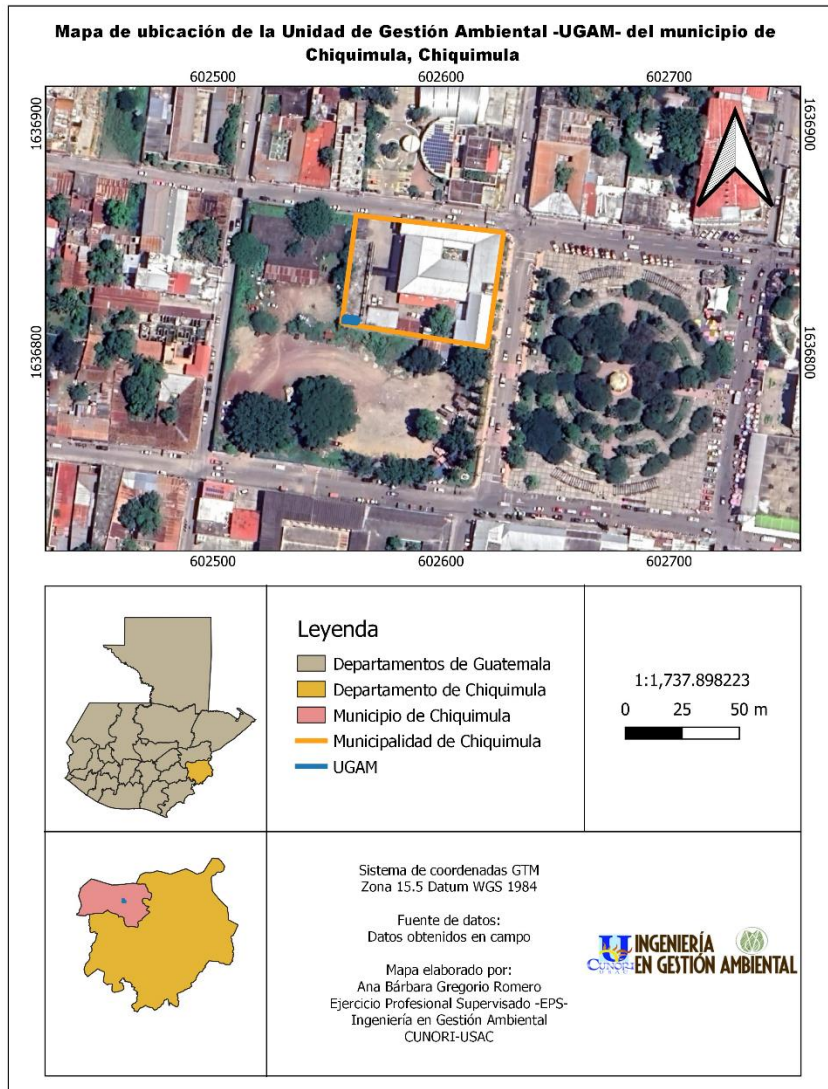 Mapa de ubicación de la Unidad de Gestión Ambiental -UGAM- del municipio de
Chiquimula, Chiquimula
602500 602600 602700
1636900 1636900
1636800 1636800
602500 602600 602700
Leyenda
Departamentos de Guatemala
Departamento de Chiquimula
Municipio de Chiquimula
Municipalidad de Chiquimula
UGAM
1:1,737.898223
0 25 50 m
Sistema de coordenadas GTM
Zona 15.5 Datum WGS 1984
Fuente de datos:
Datos obtenidos en campo
Mapa elaborado por:
Ana Bárbara Gregorio Romero
Ejercicio Profesional Supervisado -EPS-
Ingeniería en Gestión Ambiental
CUNORI-USAC
CUNORI
INGENIERÍA
EN GESTIÓN AMBIENTAL